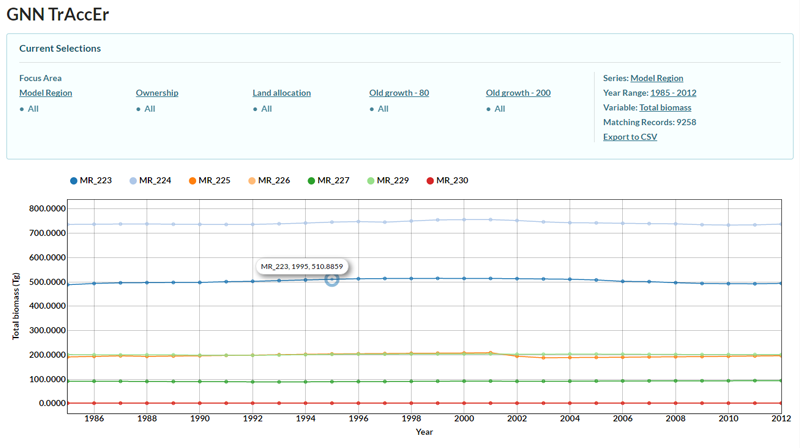 GNN TrAccEr
Current Selections
Focus Area
Model Region
All
Ownership
All
Land allocation
All
Old growth - 80
All
Old growth - 200
All
Series: Model Region
Year Range: 1985 - 2012
Variable: Total biomass
Matching Records: 9258
Export to CSV
MR_223 MR_224 MR_225 MR_226 MR_227 MR_229 MR_230
Total biomass (Tg)
800.0000
700.0000
600.0000
500.0000
400.0000
300.0000
200.0000
100.0000
0.0000
MR_223, 1995, 510.8859
1986 1988 1990 1992 1994 1996 1998 2000 2002 2004 2006 2008 2010 2012
Year